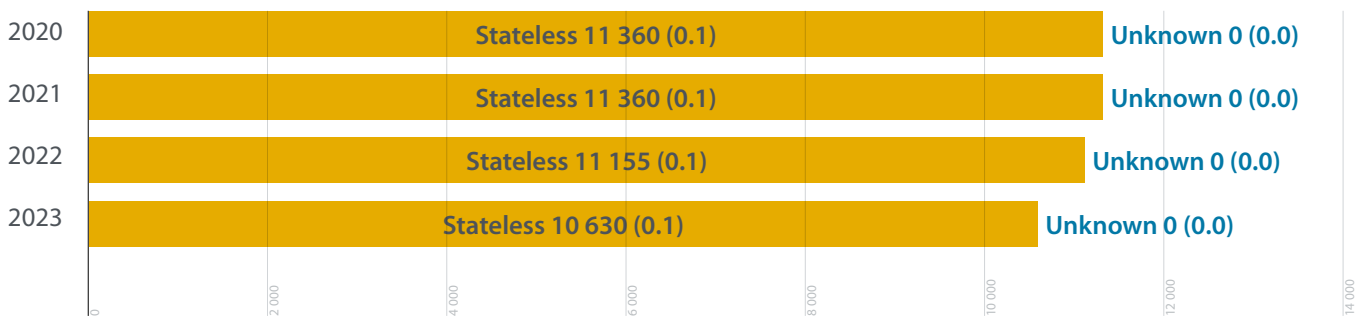 2020 Stateless 11 360 (0.1) Unknown 0 (0.0)
2021 Stateless 11 360 (0.1) Unknown 0 (0.0)
2022 Stateless 11 155 (0.1) Unknown 0 (0.0)
2023 Stateless 10 630 (0.1) Unknown 0 (0.0)
0 2 000 4 000 6 000 8 000 10 000 12 000 14 000